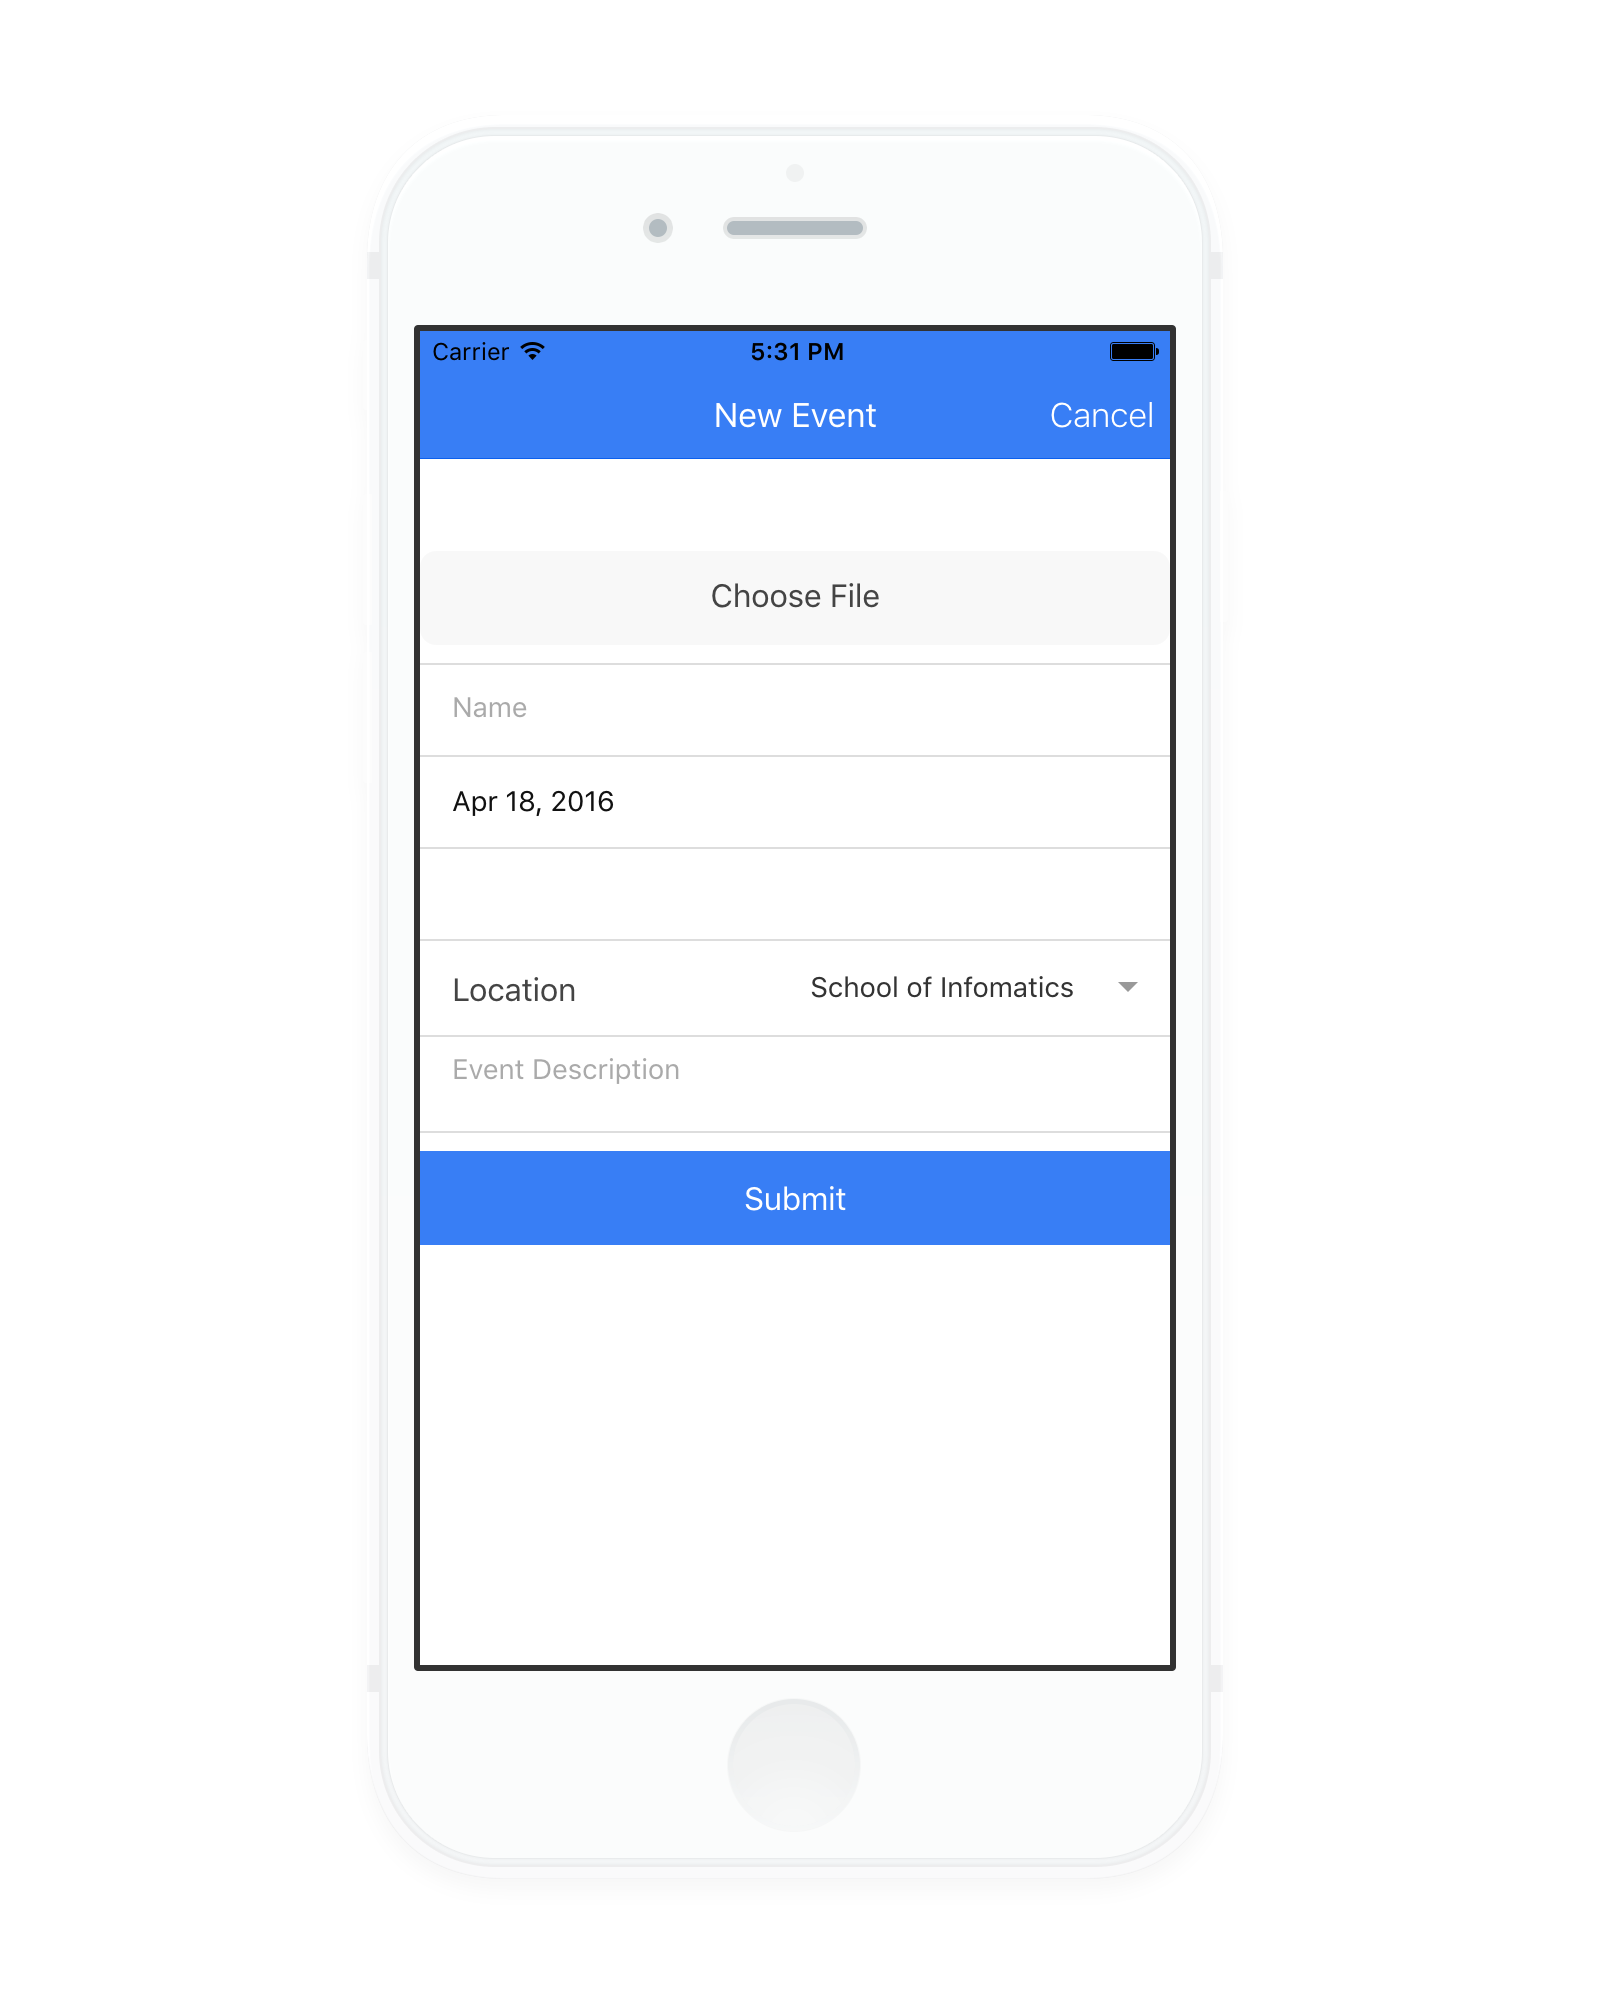 Carrier 5:31 PM
New Event Cancel
Choose File
Name
Apr 18, 2016
Location School of Infomatics
Event Description
Submit